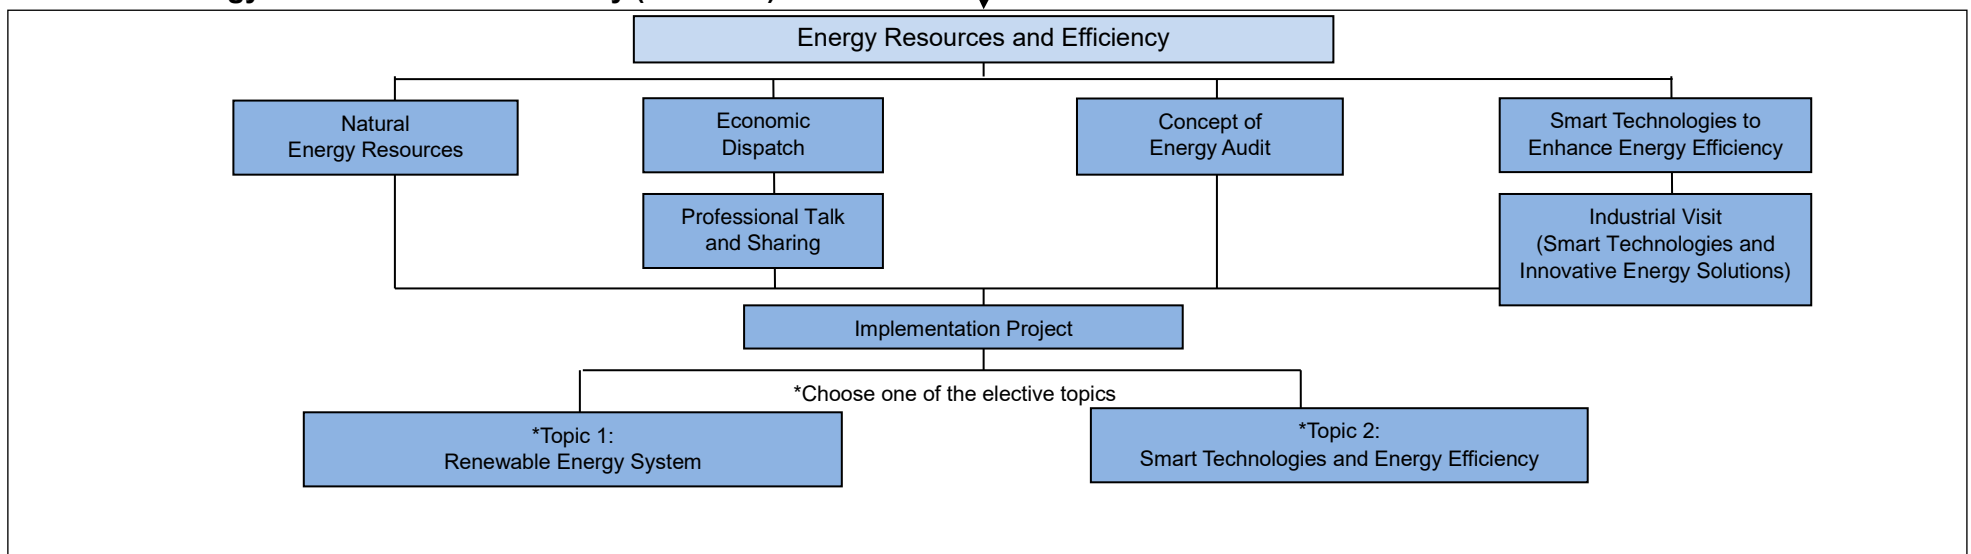 Energy Resources and Efficiency
Natural
Energy Resources
Economic
Dispatch
Concept of
Energy Audit
Smart Technologies to
Enhance Energy Efficiency
Professional Talk
and Sharing
Industrial Visit
(Smart Technologies and
Innovative Energy Solutions)
Implementation Project
*Choose one of the elective topics
*Topic 1:
Renewable Energy System
*Topic 2:
Smart Technologies and Energy Efficiency